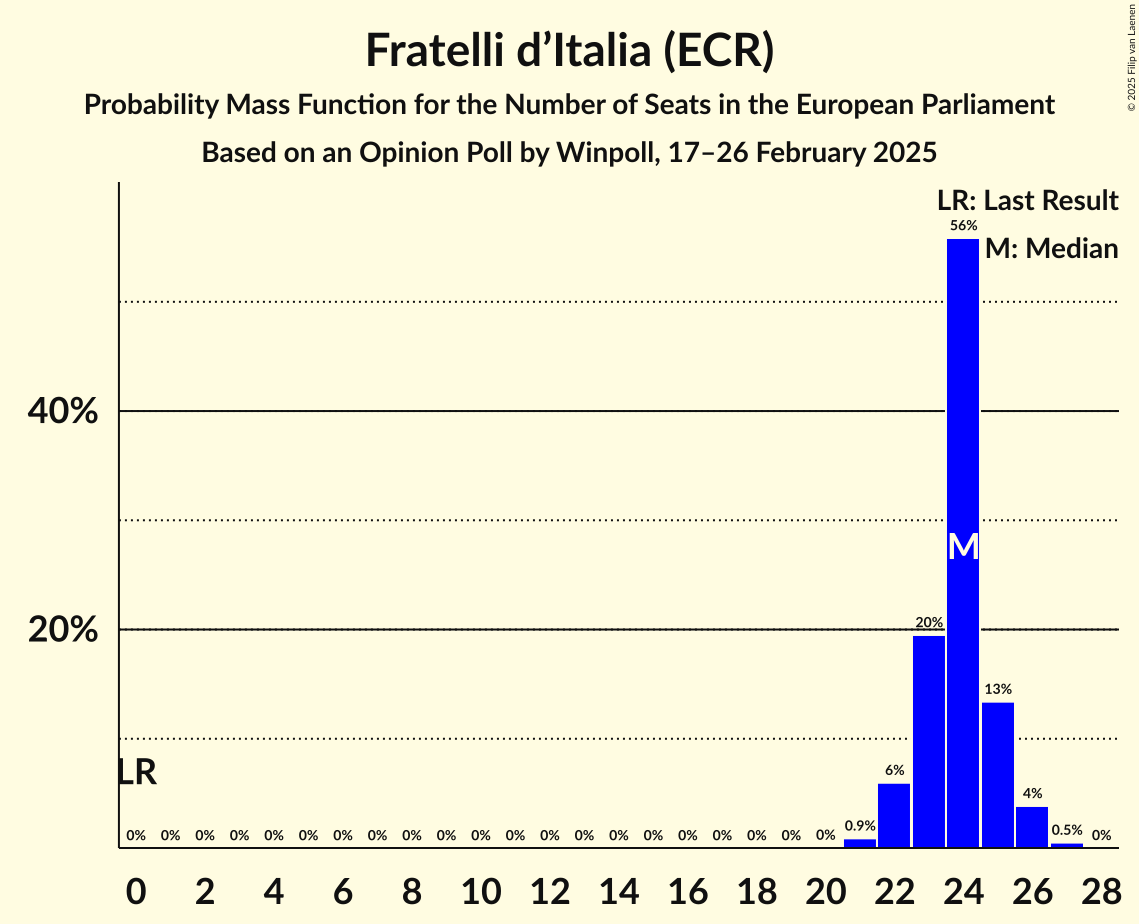 Fratelli d’Italia (ECR)
Probability Mass Function for the Number of Seats in the European Parliament
Based on an Opinion Poll by Winpoll, 17–26 February 2025
© 2025 Filip van Laenen
LR: Last Result
M: Median
56%
40%
M
20%
20%
13%
LR
6%
4%
0% 0% 0% 0% 0% 0% 0% 0% 0% 0% 0% 0% 0% 0% 0% 0% 0% 0% 0% 0% 0% 0.9% 0.5% 0%
0 2 4 6 8 10 12 14 16 18 20 22 24 26 28